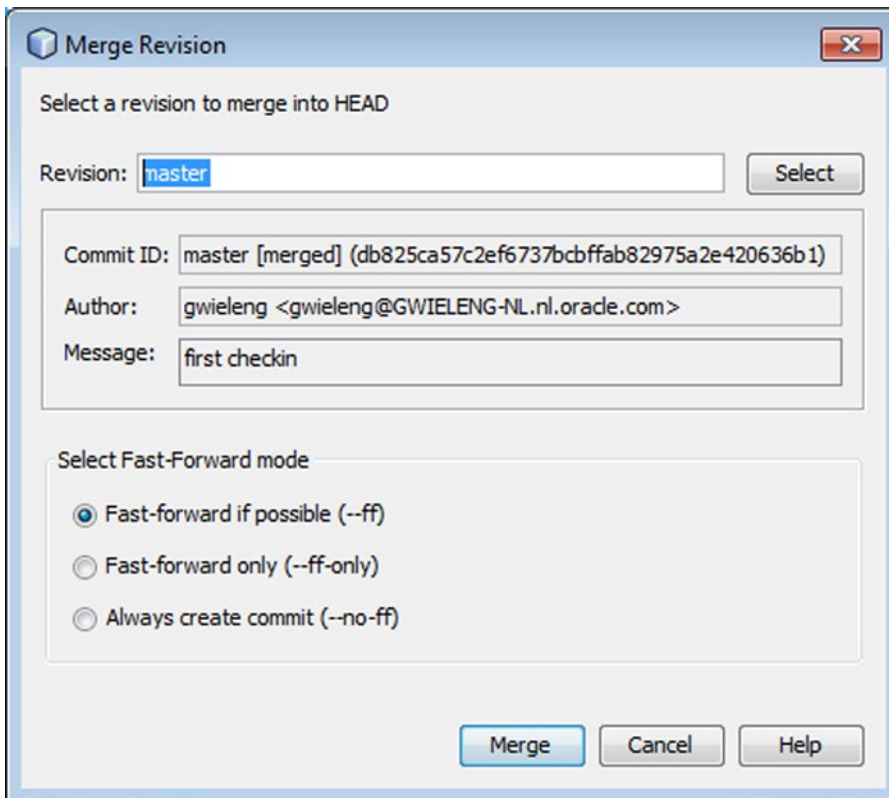 Merge Revision
Select a revision to merge into HEAD
Revision: master Select
Commit ID: master [merged] (db825ca57c2ef6737bcbffab82975a2e420636b1)
Author: gwieleng <gwieleng@GWIELENG-NL.nl.oracle.com>
Message: first checkin
Select Fast-Forward mode
Fast-forward if possible (--ff)
Fast-forward only (--ff-only)
Always create commit (--no-ff)
Merge Cancel Help